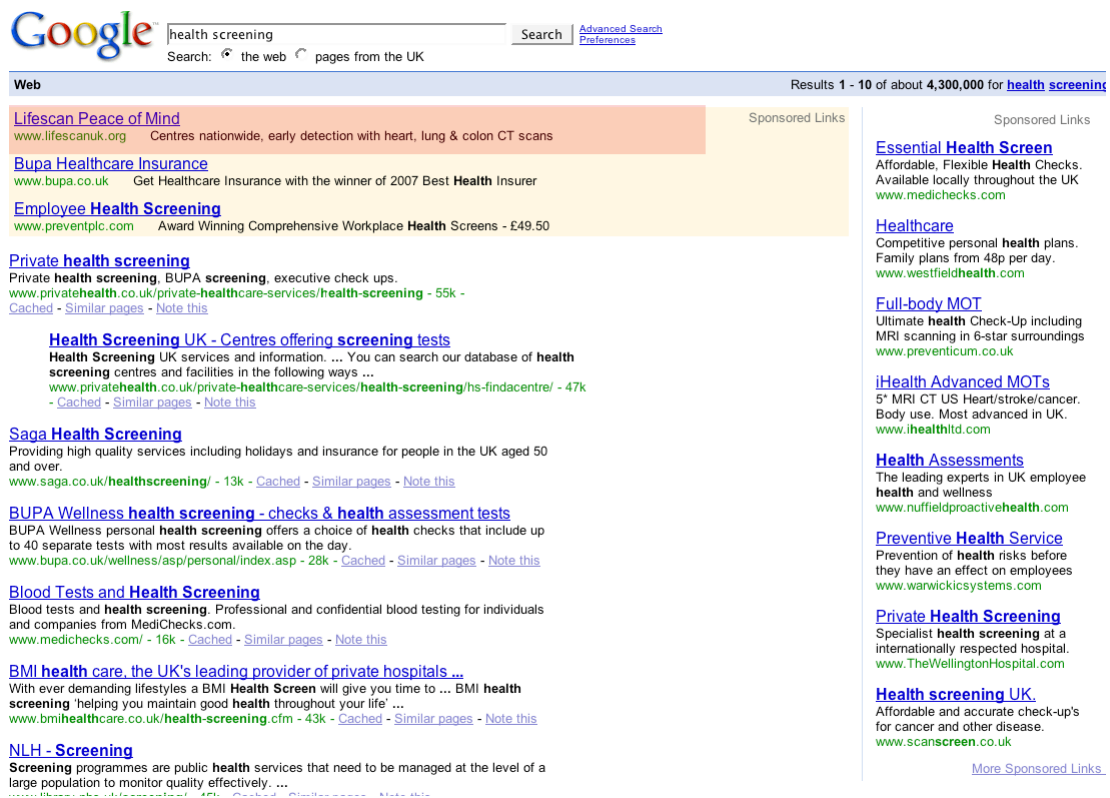 Google™
health screening
Search
Advanced Search
Preferences
Search: the web pages from the UK
Web
Results 1 - 10 of about 4,300,000 for health screening
Lifescan Peace of Mind
www.lifescanuk.org Centres nationwide, early detection with heart, lung & colon CT scans
Sponsored Links
Bupa Healthcare Insurance
www.bupa.co.uk Get Healthcare Insurance with the winner of 2007 Best Health Insurer
Employee Health Screening
www.preventplc.com Award Winning Comprehensive Workplace Health Screens - £49.50
Private health screening
Private health screening, BUPA screening, executive check ups.
www.privatehealth.co.uk/private-healthcare-services/health-screening - 55k -
Cached - Similar pages - Note this
Health Screening UK - Centres offering screening tests
Health Screening UK services and information. ... You can search our database of health
screening centres and facilities in the following ways ...
www.privatehealth.co.uk/private-healthcare-services/health-screening/hs-findacentre/ - 47k
- Cached - Similar pages - Note this
Saga Health Screening
Providing high quality services including holidays and insurance for people in the UK aged 50
and over.
www.saga.co.uk/healthscreening/ - 13k - Cached - Similar pages - Note this
BUPA Wellness health screening - checks & health assessment tests
BUPA Wellness personal health screening offers a choice of health checks that include up
to 40 separate tests with most results available on the day.
www.bupa.co.uk/wellness/asp/personal/index.asp - 28k - Cached - Similar pages - Note this
Blood Tests and Health Screening
Blood tests and health screening. Professional and confidential blood testing for individuals
and companies from MediChecks.com.
www.medichecks.com/ - 16k - Cached - Similar pages - Note this
BMI health care, the UK's leading provider of private hospitals ...
With ever demanding lifestyles a BMI Health Screen will give you time to ... BMI health
screening 'helping you maintain good health throughout your life' ...
www.bmihealthcare.co.uk/health-screening.cfm - 43k - Cached - Similar pages - Note this
NLH - Screening
Screening programmes are public health services that need to be managed at the level of a
large population to monitor quality effectively. ...
www.library.nhs.uk/screening/ - 45k - Cached - Similar pages - Note this
Sponsored Links
Essential Health Screen
Affordable, Flexible Health Checks.
Available locally throughout the UK
www.medichecks.com
Healthcare
Competitive personal health plans.
Family plans from 48p per day.
www.westfieldhealth.com
Full-body MOT
Ultimate health Check-Up including
MRI scanning in 6-star surroundings
www.preventicum.co.uk
iHealth Advanced MOTs
5* MRI CT US Heart/stroke/cancer.
Body use. Most advanced in UK.
www.ihealthltd.com
Health Assessments
The leading experts in UK employee
health and wellness
www.nuffieldproactivehealth.com
Preventive Health Service
Prevention of health risks before
they have an effect on employees
www.warwickicsystems.com
Private Health Screening
Specialist health screening at a
internationally respected hospital.
www.TheWellingtonHospital.com
Health screening UK.
Affordable and accurate check-up's
for cancer and other disease.
www.scanscreen.co.uk
More Sponsored Links